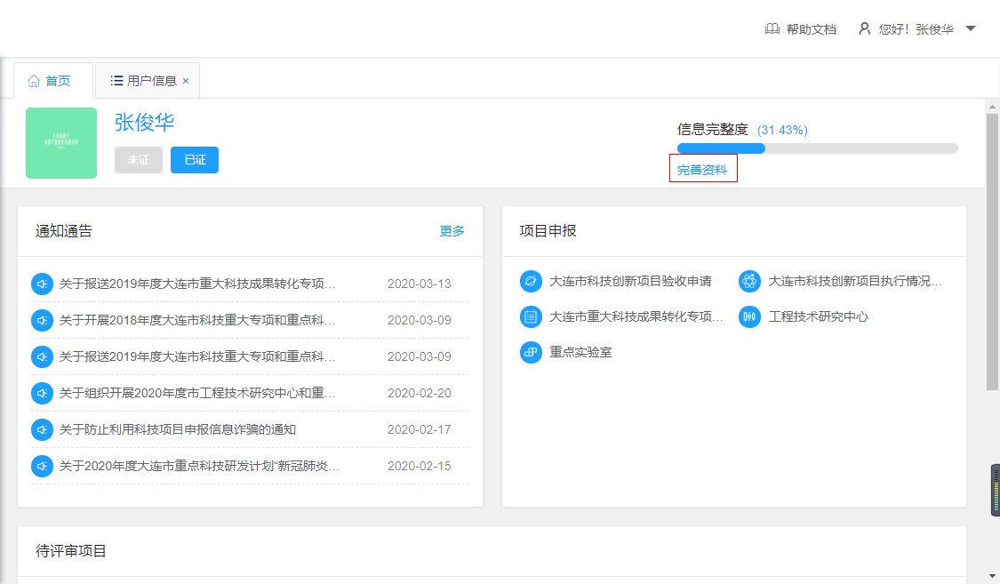 帮助文档 您好！张俊华
首页 用户信息 ×
张俊华
未证 已证
信息完整度 (31.43%)
完善资料
通知通告 更多
关于报送2019年度大连市重大科技成果转化专项... 2020-03-13
关于开展2018年度大连市科技重大专项和重点科... 2020-03-09
关于报送2019年度大连市科技重大专项和重点科... 2020-03-09
关于组织开展2020年度市工程技术研究中心和重... 2020-02-20
关于防止利用科技项目申报信息诈骗的通知 2020-02-17
关于2020年度大连市重点科技研发计划“新冠肺炎... 2020-02-15
项目申报
大连市科技创新项目验收申请 大连市科技创新项目执行情况...
大连市重大科技成果转化专项... 工程技术研究中心
重点实验室
待评审项目